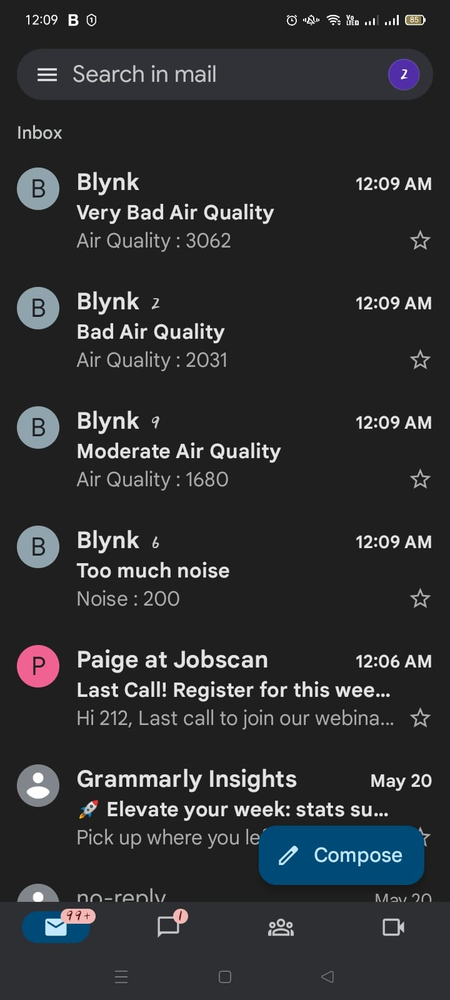 12:09 B 1 Vo LTED 85
Search in mail 2
Inbox
B Blynk 12:09 AM
Very Bad Air Quality
Air Quality : 3062
B Blynk 2 12:09 AM
Bad Air Quality
Air Quality : 2031
B Blynk 9 12:09 AM
Moderate Air Quality
Air Quality : 1680
B Blynk 6 12:09 AM
Too much noise
Noise : 200
P Paige at Jobscan 12:06 AM
Last Call! Register for this wee...
Hi 212, Last call to join our webina...
Grammarly Insights May 20
🚀 Elevate your week: stats su...
Pick up where you le
Compose
no-reply May 20
99+ 1